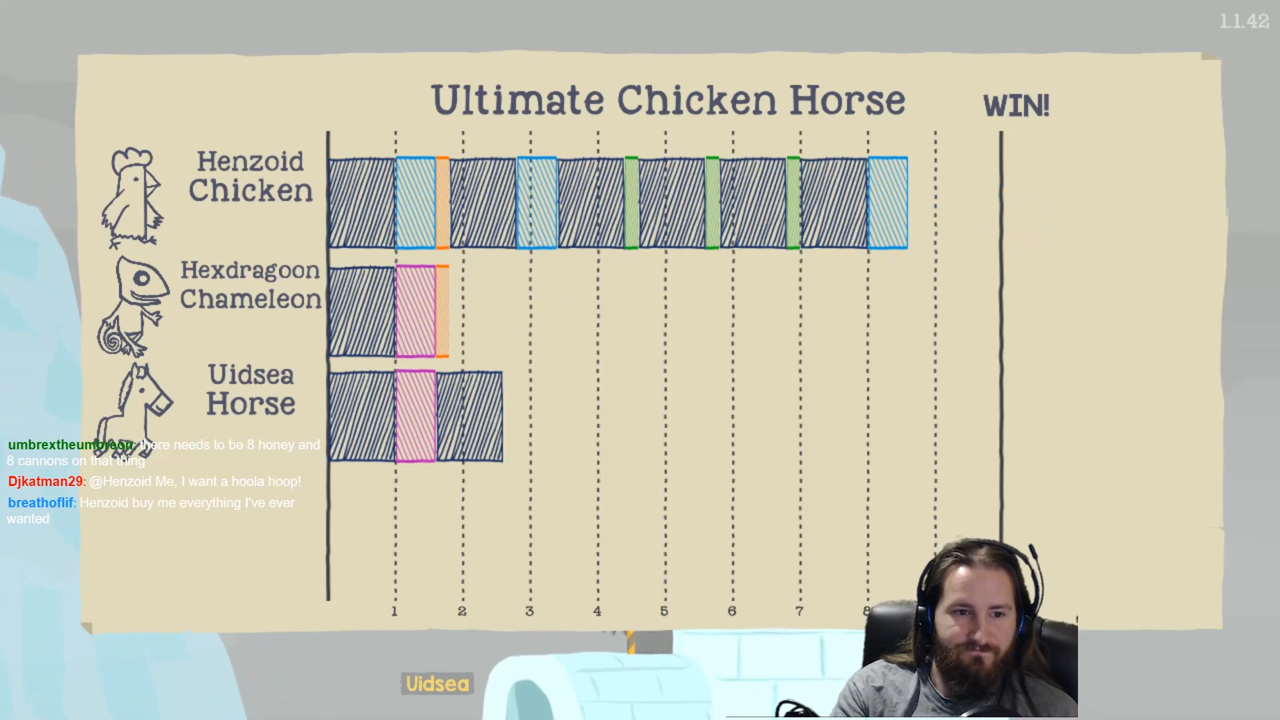 1.1.42
Ultimate Chicken Horse
WIN!
Henzoid
Chicken
Hexdragoon
Chameleon
Uidsea
Horse
umbrextheumbreon: there needs to be 8 honey and
8 cannons on that thing
Djkatman29: @Henzoid Me, I want a hoola hoop!
breathoflif: Henzoid buy me everything I've ever
wanted
1 2 3 4 5 6 7 8
Uidsea